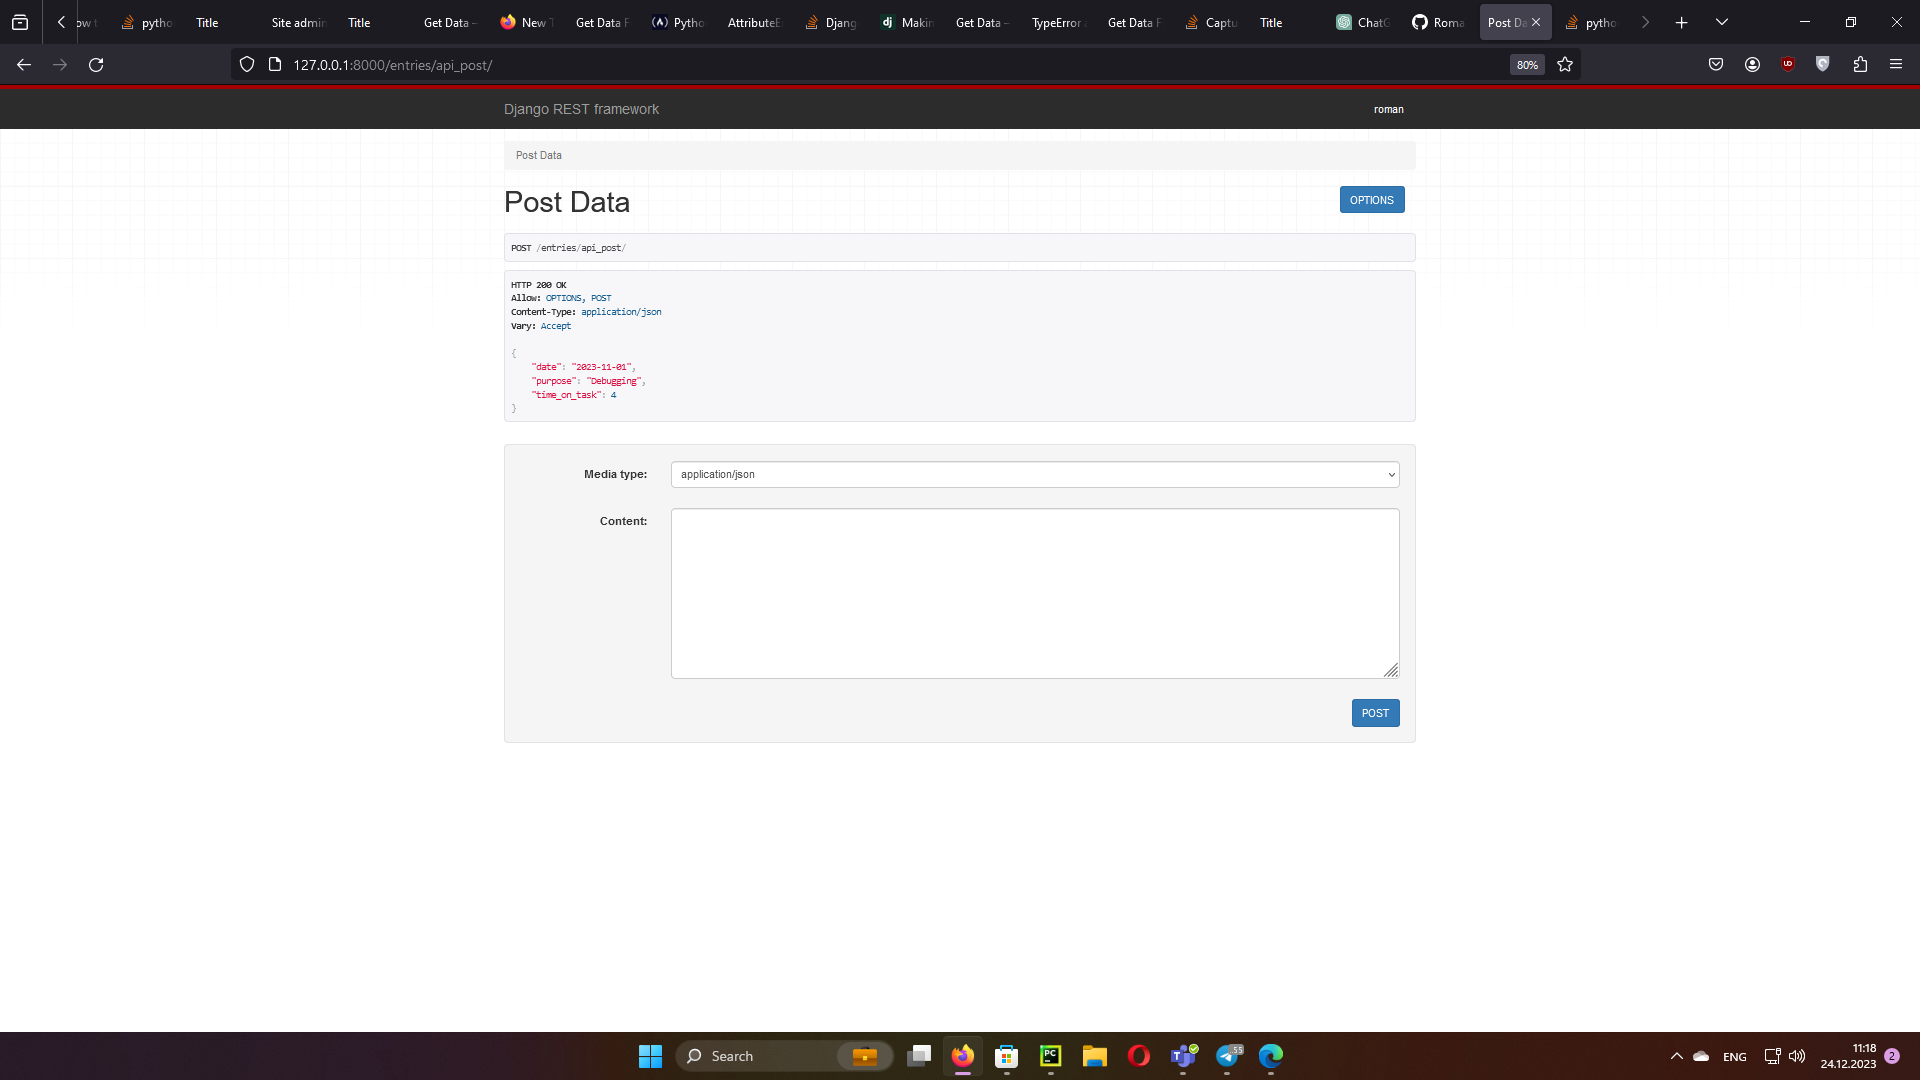 ow t
pytho
Title
Site admin
Title
Get Data –
New T
Get Data F
Pytho
AttributeE
Djang
Makin
Get Data –
TypeError
Get Data F
Captu
Title
ChatG
Roma
Post Da
pytho
127.0.0.1:8000/entries/api_post/
80%
Django REST framework
roman
Post Data
Post Data
OPTIONS
POST /entries/api_post/
HTTP 200 OK
Allow: OPTIONS, POST
Content-Type: application/json
Vary: Accept
{
"date": "2023-11-01",
"purpose": "Debugging",
"time_on_task": 4
}
Media type:
application/json
Content:
POST
Search
ENG
11:18
24.12.2023
2